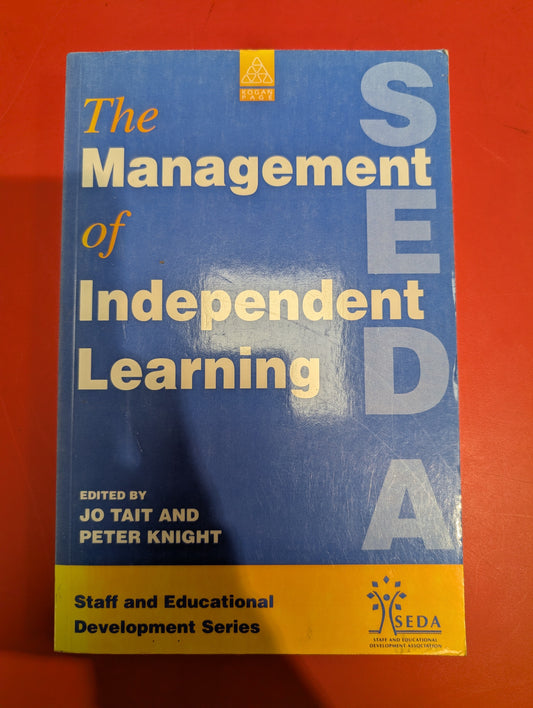 KOGAN
PAGE
The
Management
of
Independent
Learning
SEDA
EDITED BY
JO TAIT AND
PETER KNIGHT
Staff and Educational
Development Series
SEDA
STAFF AND EDUCATIONAL
DEVELOPMENT ASSOCIATION